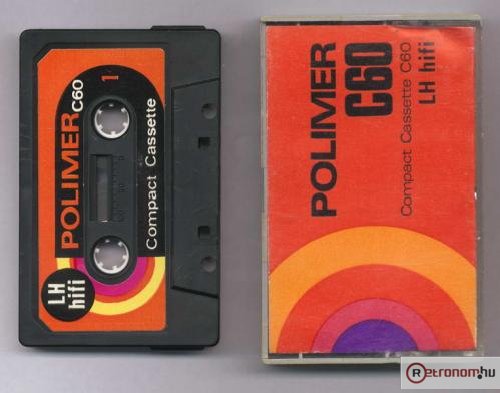 POLIMER C60
1
Compact Cassette
LH
hifi
POLIMER
C60
Compact Cassette C60
LH hifi
Retronom.hu